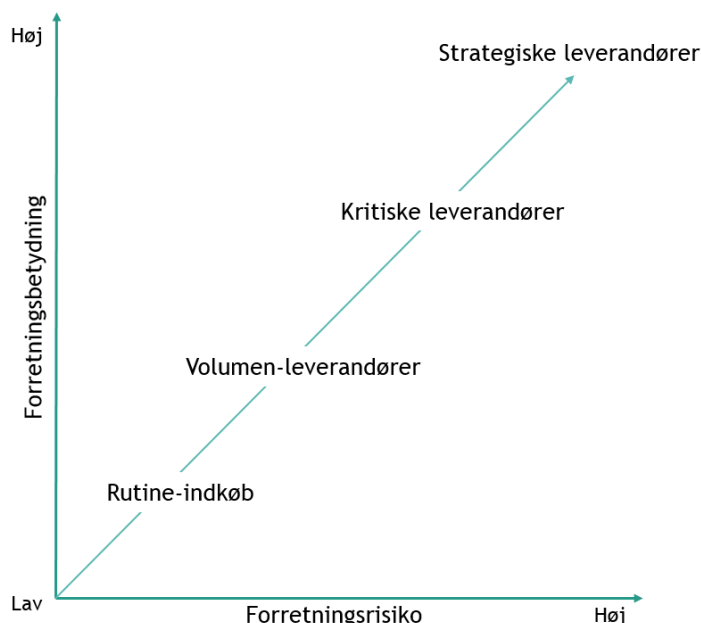 Høj
Strategiske leverandører
Kritiske leverandører
Forretningsbetydning
Volumen-leverandører
Rutine-indkøb
Lav
Forretningsrisiko
Høj